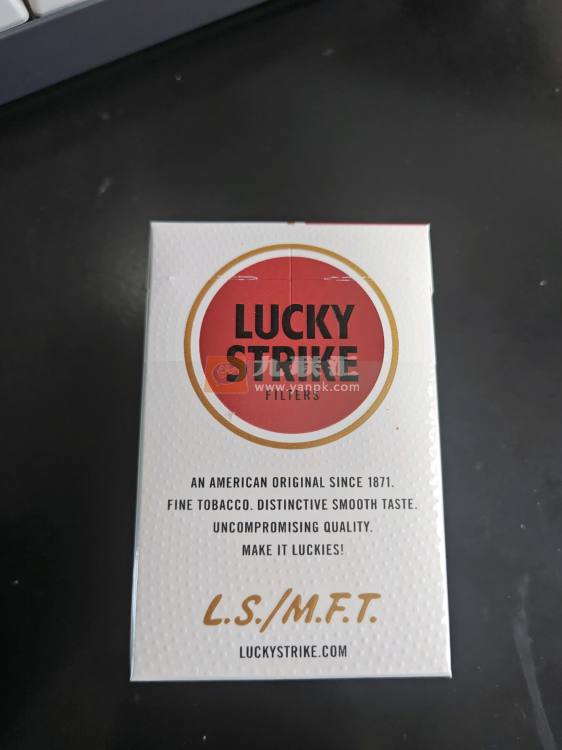 LUCKY
STRIKE
FILTERS
www.yanpk.com
AN AMERICAN ORIGINAL SINCE 1871.
FINE TOBACCO. DISTINCTIVE SMOOTH TASTE.
UNCOMPROMISING QUALITY.
MAKE IT LUCKIES!
L.S./M.F.T.
LUCKYSTRIKE.COM